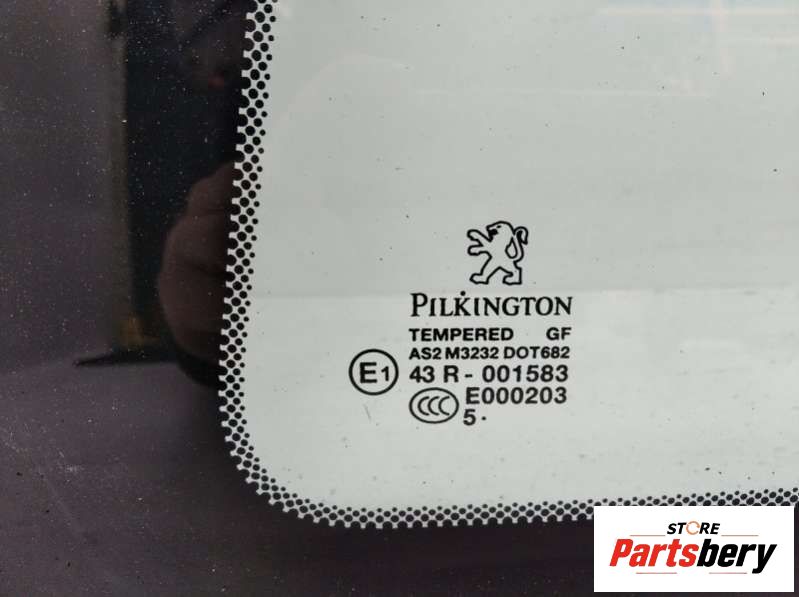 PILKINGTON
TEMPERED GF
AS2 M3232 DOT682
E1 43 R - 001583
CCC E000203
5 .
STORE
Partsbery